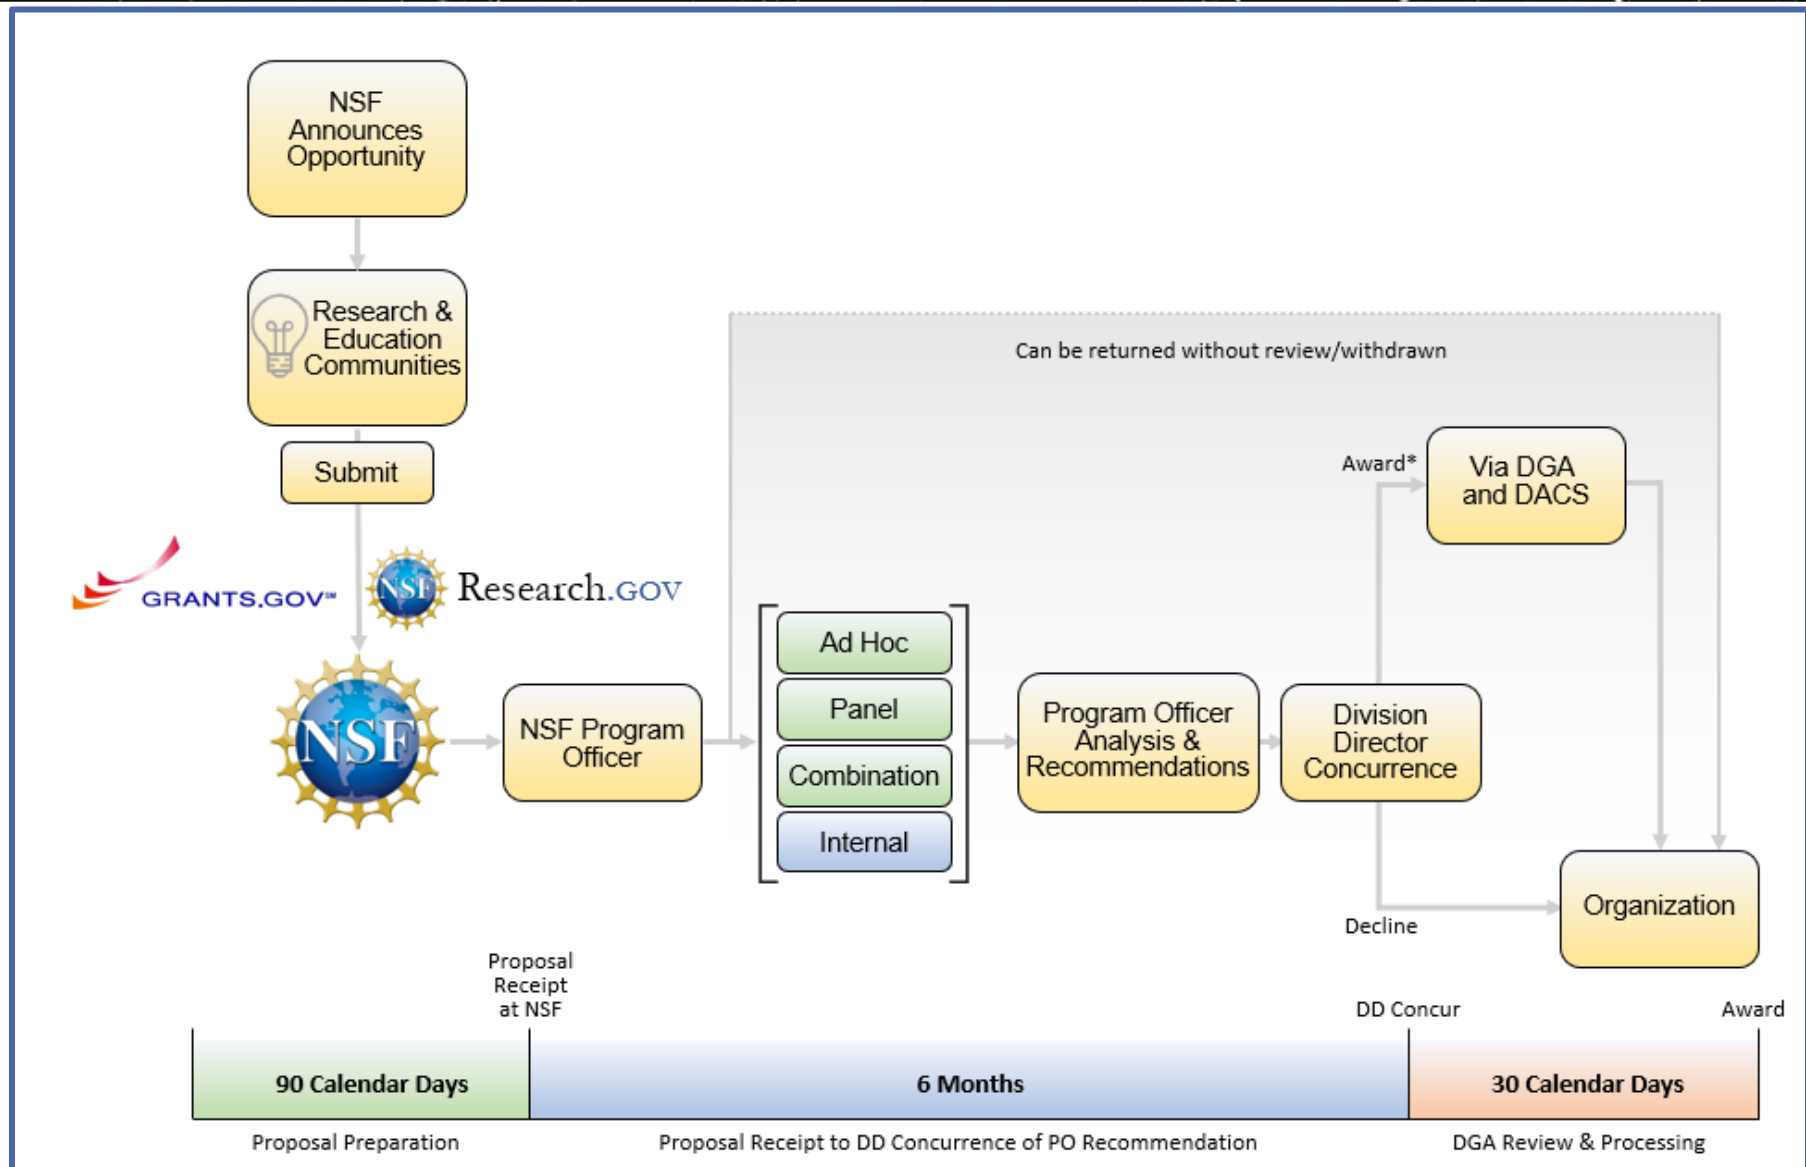 NSF
Announces
Opportunity
Research &
Education
Communities
Submit
GRANTS.GOV℠
NSF Research.GOV
NSF
NSF Program
Officer
Can be returned without review/withdrawn
Ad Hoc
Panel
Combination
Internal
Program Officer
Analysis &
Recommendations
Division
Director
Concurrence
Award*
Via DGA
and DACS
Decline
Organization
Proposal
Receipt
at NSF
DD Concur
Award
90 Calendar Days
6 Months
30 Calendar Days
Proposal Preparation
Proposal Receipt to DD Concurrence of PO Recommendation
DGA Review & Processing